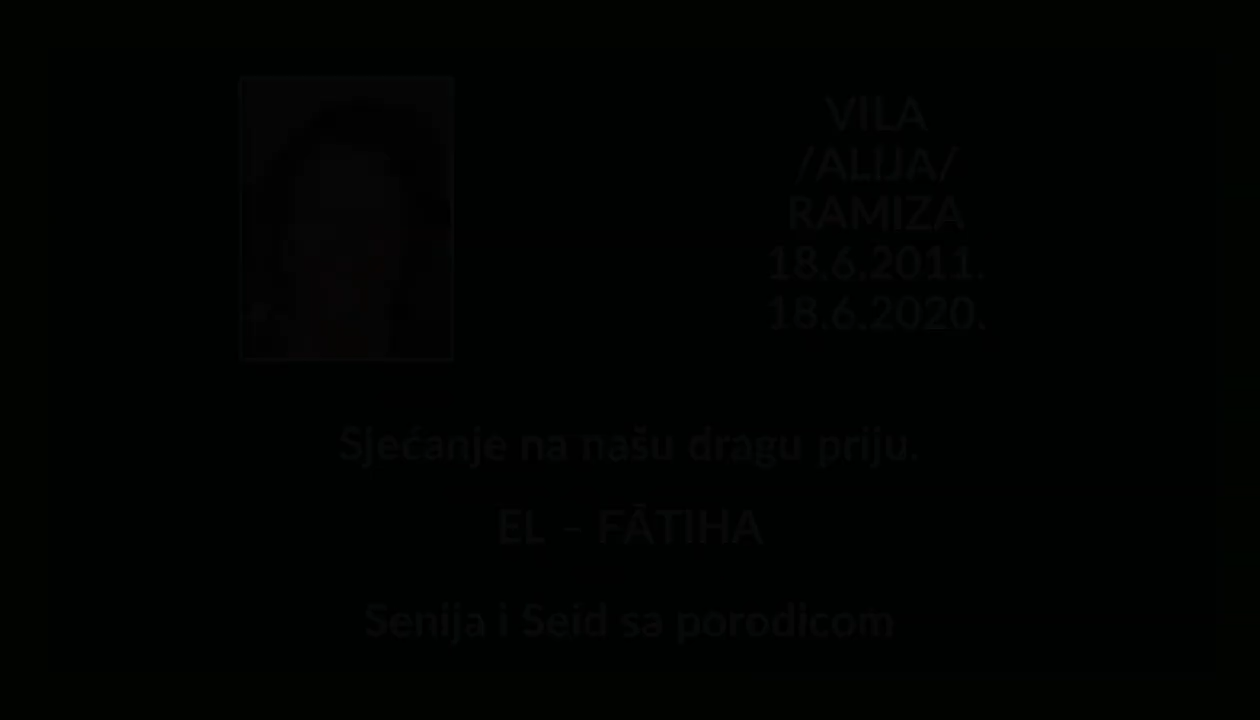 VILA
/ALIJA/
RAMIZA
18.6.2011.
18.6.2020.
Sjećanje na našu dragu priju.
EL – FĀTIHA
Senija i Seid sa porodicom